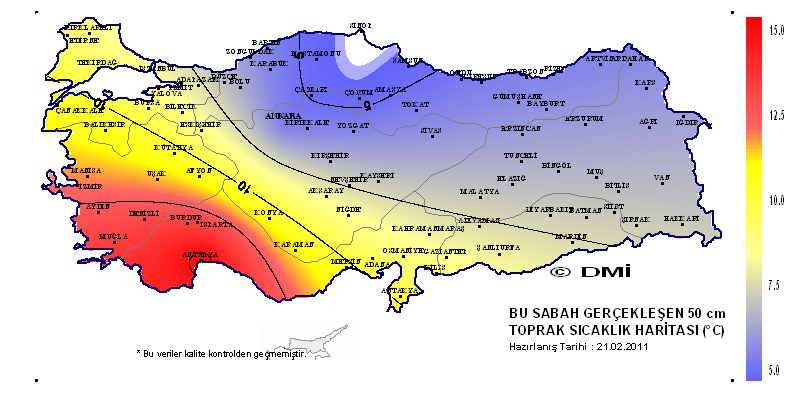 SİNOP
BARTIN
KASTAMONU
ZONGULDAK
KARABÜK
SAMSUN
EDİRNE
TEKİRDAĞ
İSTANBUL
ADAPAZARI
DÜZCE
BOLU
ORDU
TRABZON
RİZE
ARTVİN
ARDAHAN
KARS
YALOVA
ÇANKIRI
ÇORUM
AMASYA
TOKAT
GÜMÜŞHANE
BAYBURT
ÇANAKKALE
BURSA
BİLECİK
ANKARA
KIRIKKALE
YOZGAT
SİVAS
ERZİNCAN
ERZURUM
AĞRI
IĞDIR
BALIKESİR
ESKİŞEHİR
KÜTAHYA
KIRŞEHİR
TUNCELİ
BİNGÖL
MUŞ
VAN
MANİSA
İZMİR
UŞAK
AFYON
NEVŞEHİR
KAYSERİ
AKSARAY
MALATYA
ELAZIĞ
BİTLİS
AYDIN
DENİZLİ
BURDUR
ISPARTA
KONYA
NİĞDE
KAHRAMANMARAŞ
ADIYAMAN
DİYARBAKIR
BATMAN
SİİRT
ŞIRNAK
HAKKARİ
MUĞLA
ANTALYA
KARAMAN
MERSİN
ADANA
OSMANİYE
GAZİANTEP
KİLİS
ŞANLIURFA
MARDİN
ANTAKYA
10
10
5
© DMİ
BU SABAH GERÇEKLEŞEN 50 cm
TOPRAK SICAKLIK HARİTASI (°C)
Hazırlanış Tarihi : 21.02.2011
* Bu veriler kalite kontrolden geçmemiştir.
15.0
12.5
10.0
7.5
5.0